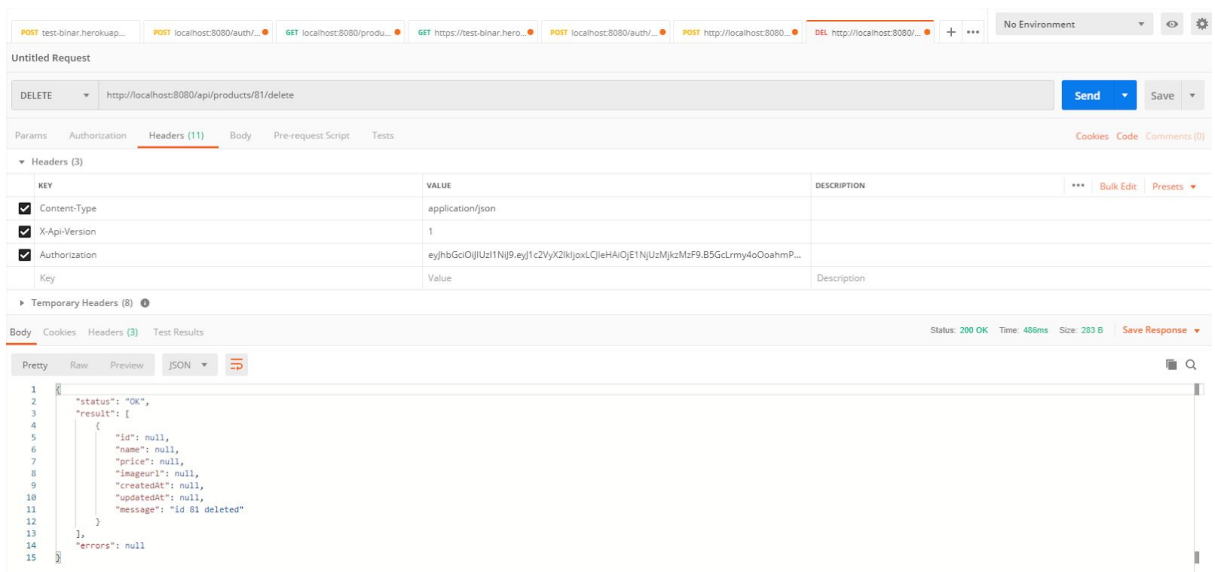 No Environment
POST test-binar.herokuap... POST localhost:8080/auth/... GET localhost:8080/produ... GET https://test-binar.hero... POST localhost:8080/auth/... POST http://localhost:8080... DEL http://localhost:8080/... + •••
Untitled Request
DELETE http://localhost:8080/api/products/81/delete Send Save
Params Authorization Headers (11) Body Pre-request Script Tests Cookies Code Comments (0)
Headers (3)
KEY VALUE DESCRIPTION ••• Bulk Edit Presets
Content-Type application/json
X-Api-Version 1
Authorization
Key Value Description
Temporary Headers (8)
Body Cookies Headers (3) Test Results Status: 200 OK Time: 486ms Size: 283 B Save Response
Pretty Raw Preview JSON
1 {
2 "status": "OK",
3 "result": [
4 {
5 "id": null,
6 "name": null,
7 "price": null,
8 "imageurl": null,
9 "createdAt": null,
10 "updatedAt": null,
11 "message": "id 81 deleted"
12 }
13 ],
14 "errors": null
15 }